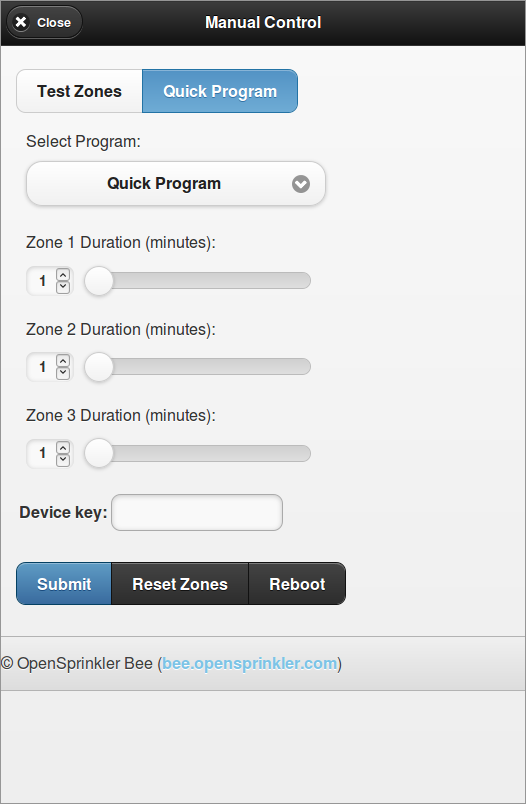 Close
Manual Control
Test Zones Quick Program
Select Program:
Quick Program
Zone 1 Duration (minutes):
1
Zone 2 Duration (minutes):
1
Zone 3 Duration (minutes):
1
Device key:
Submit Reset Zones Reboot
© OpenSprinkler Bee (bee.opensprinkler.com)